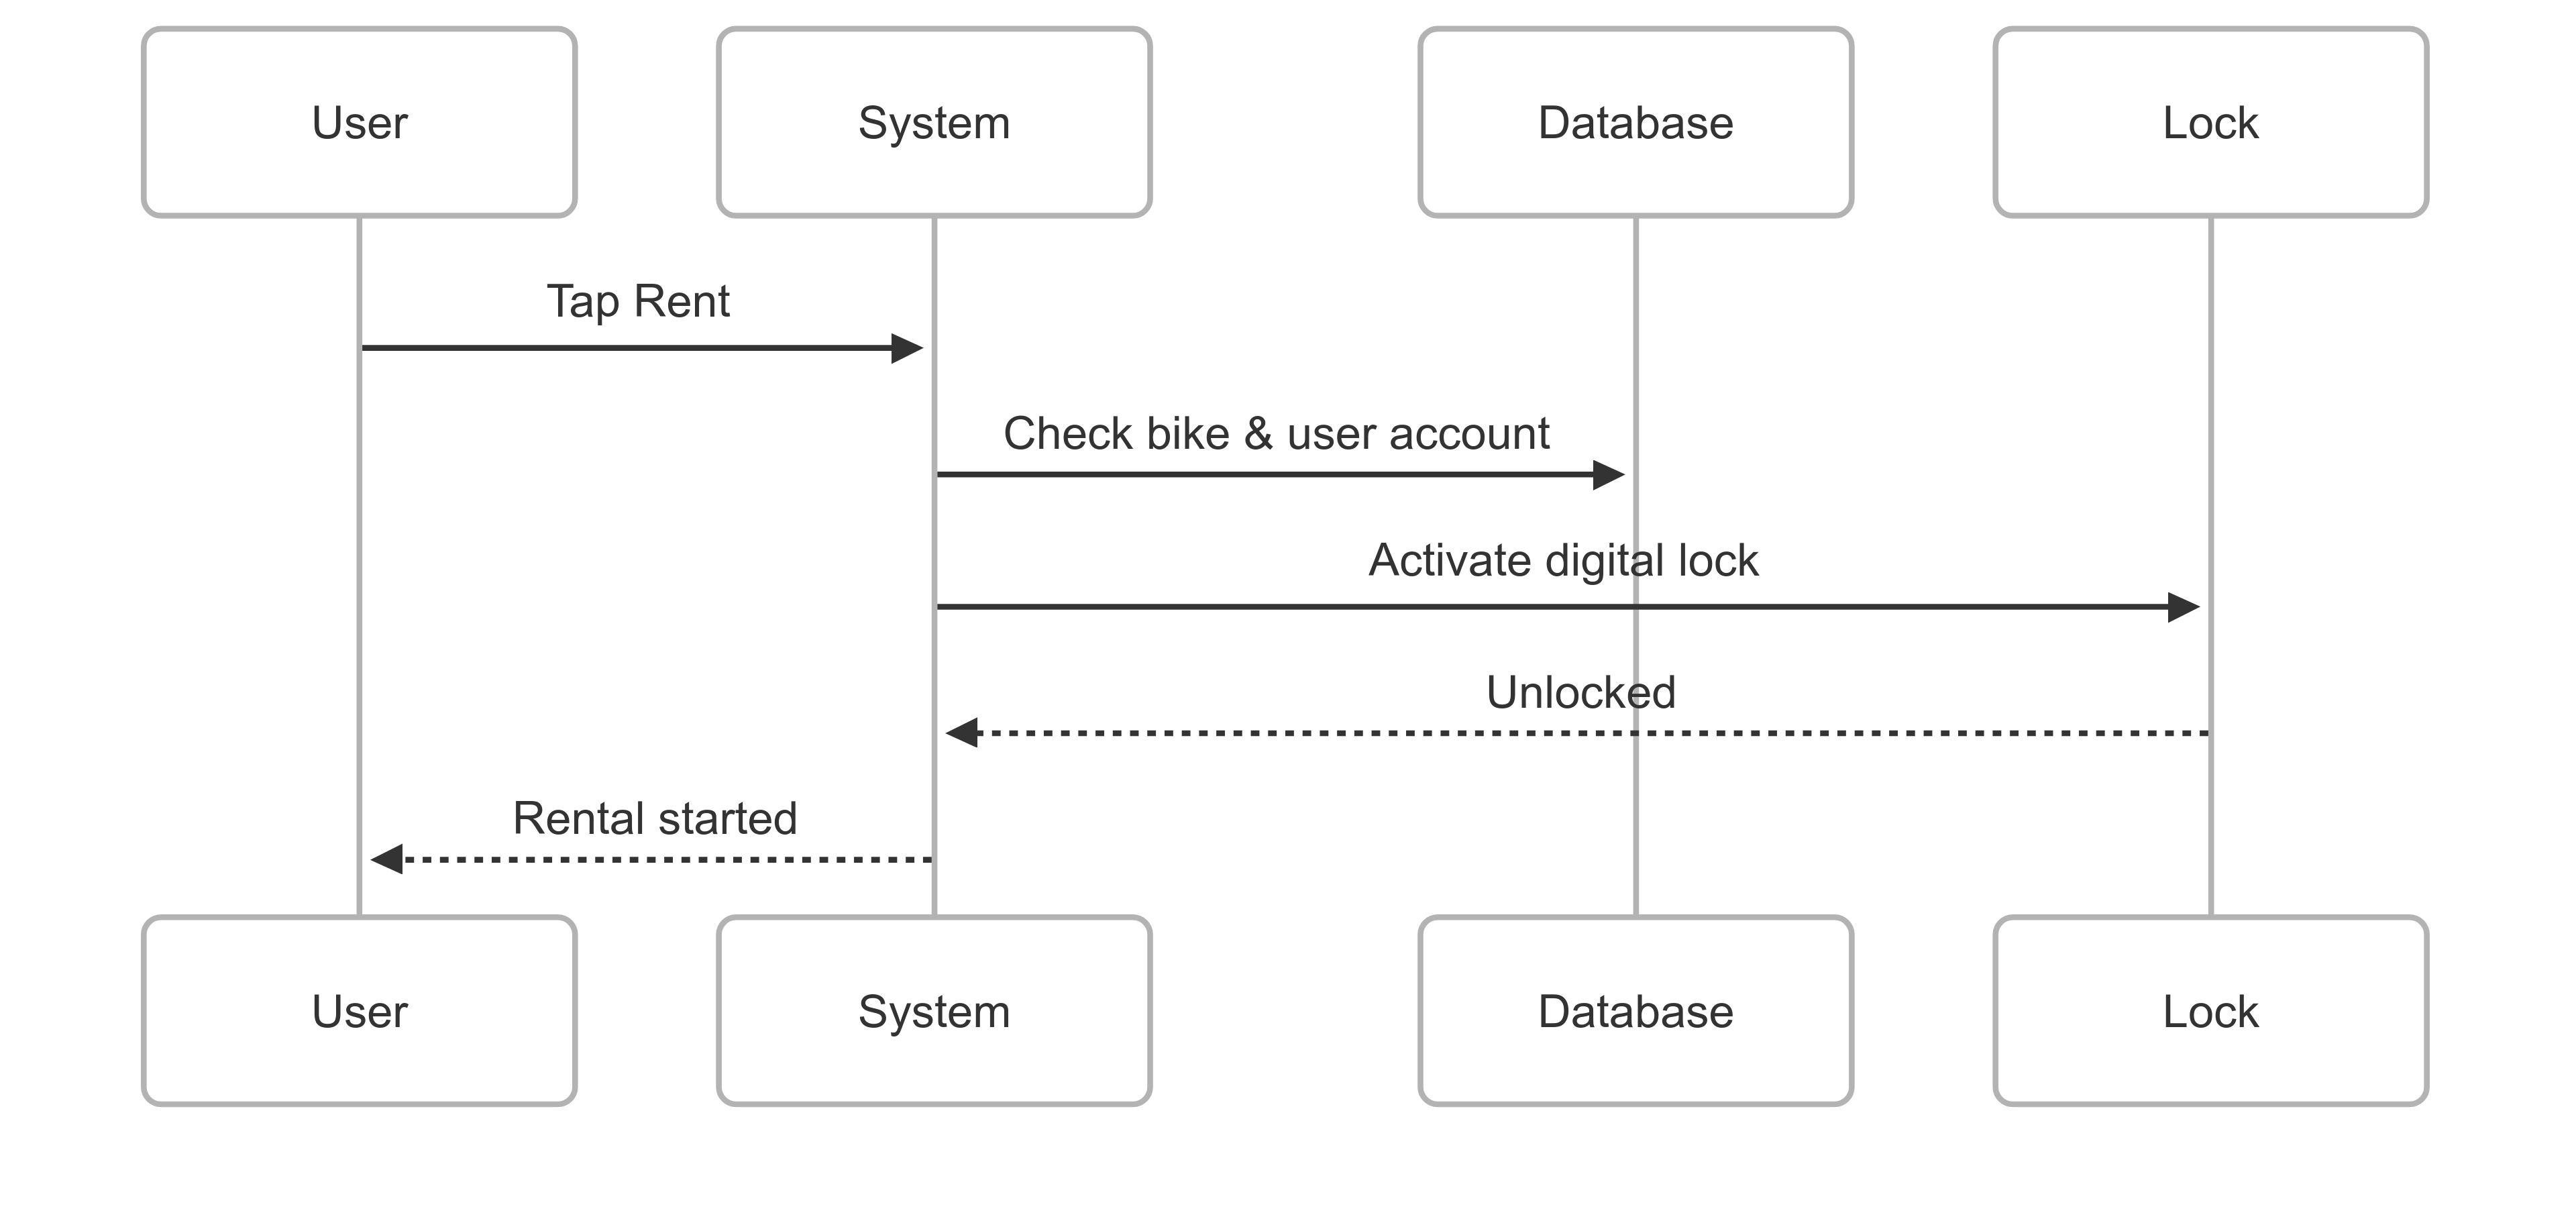 User
System
Database
Lock
Tap Rent
Check bike & user account
Activate digital lock
Unlocked
Rental started
User
System
Database
Lock